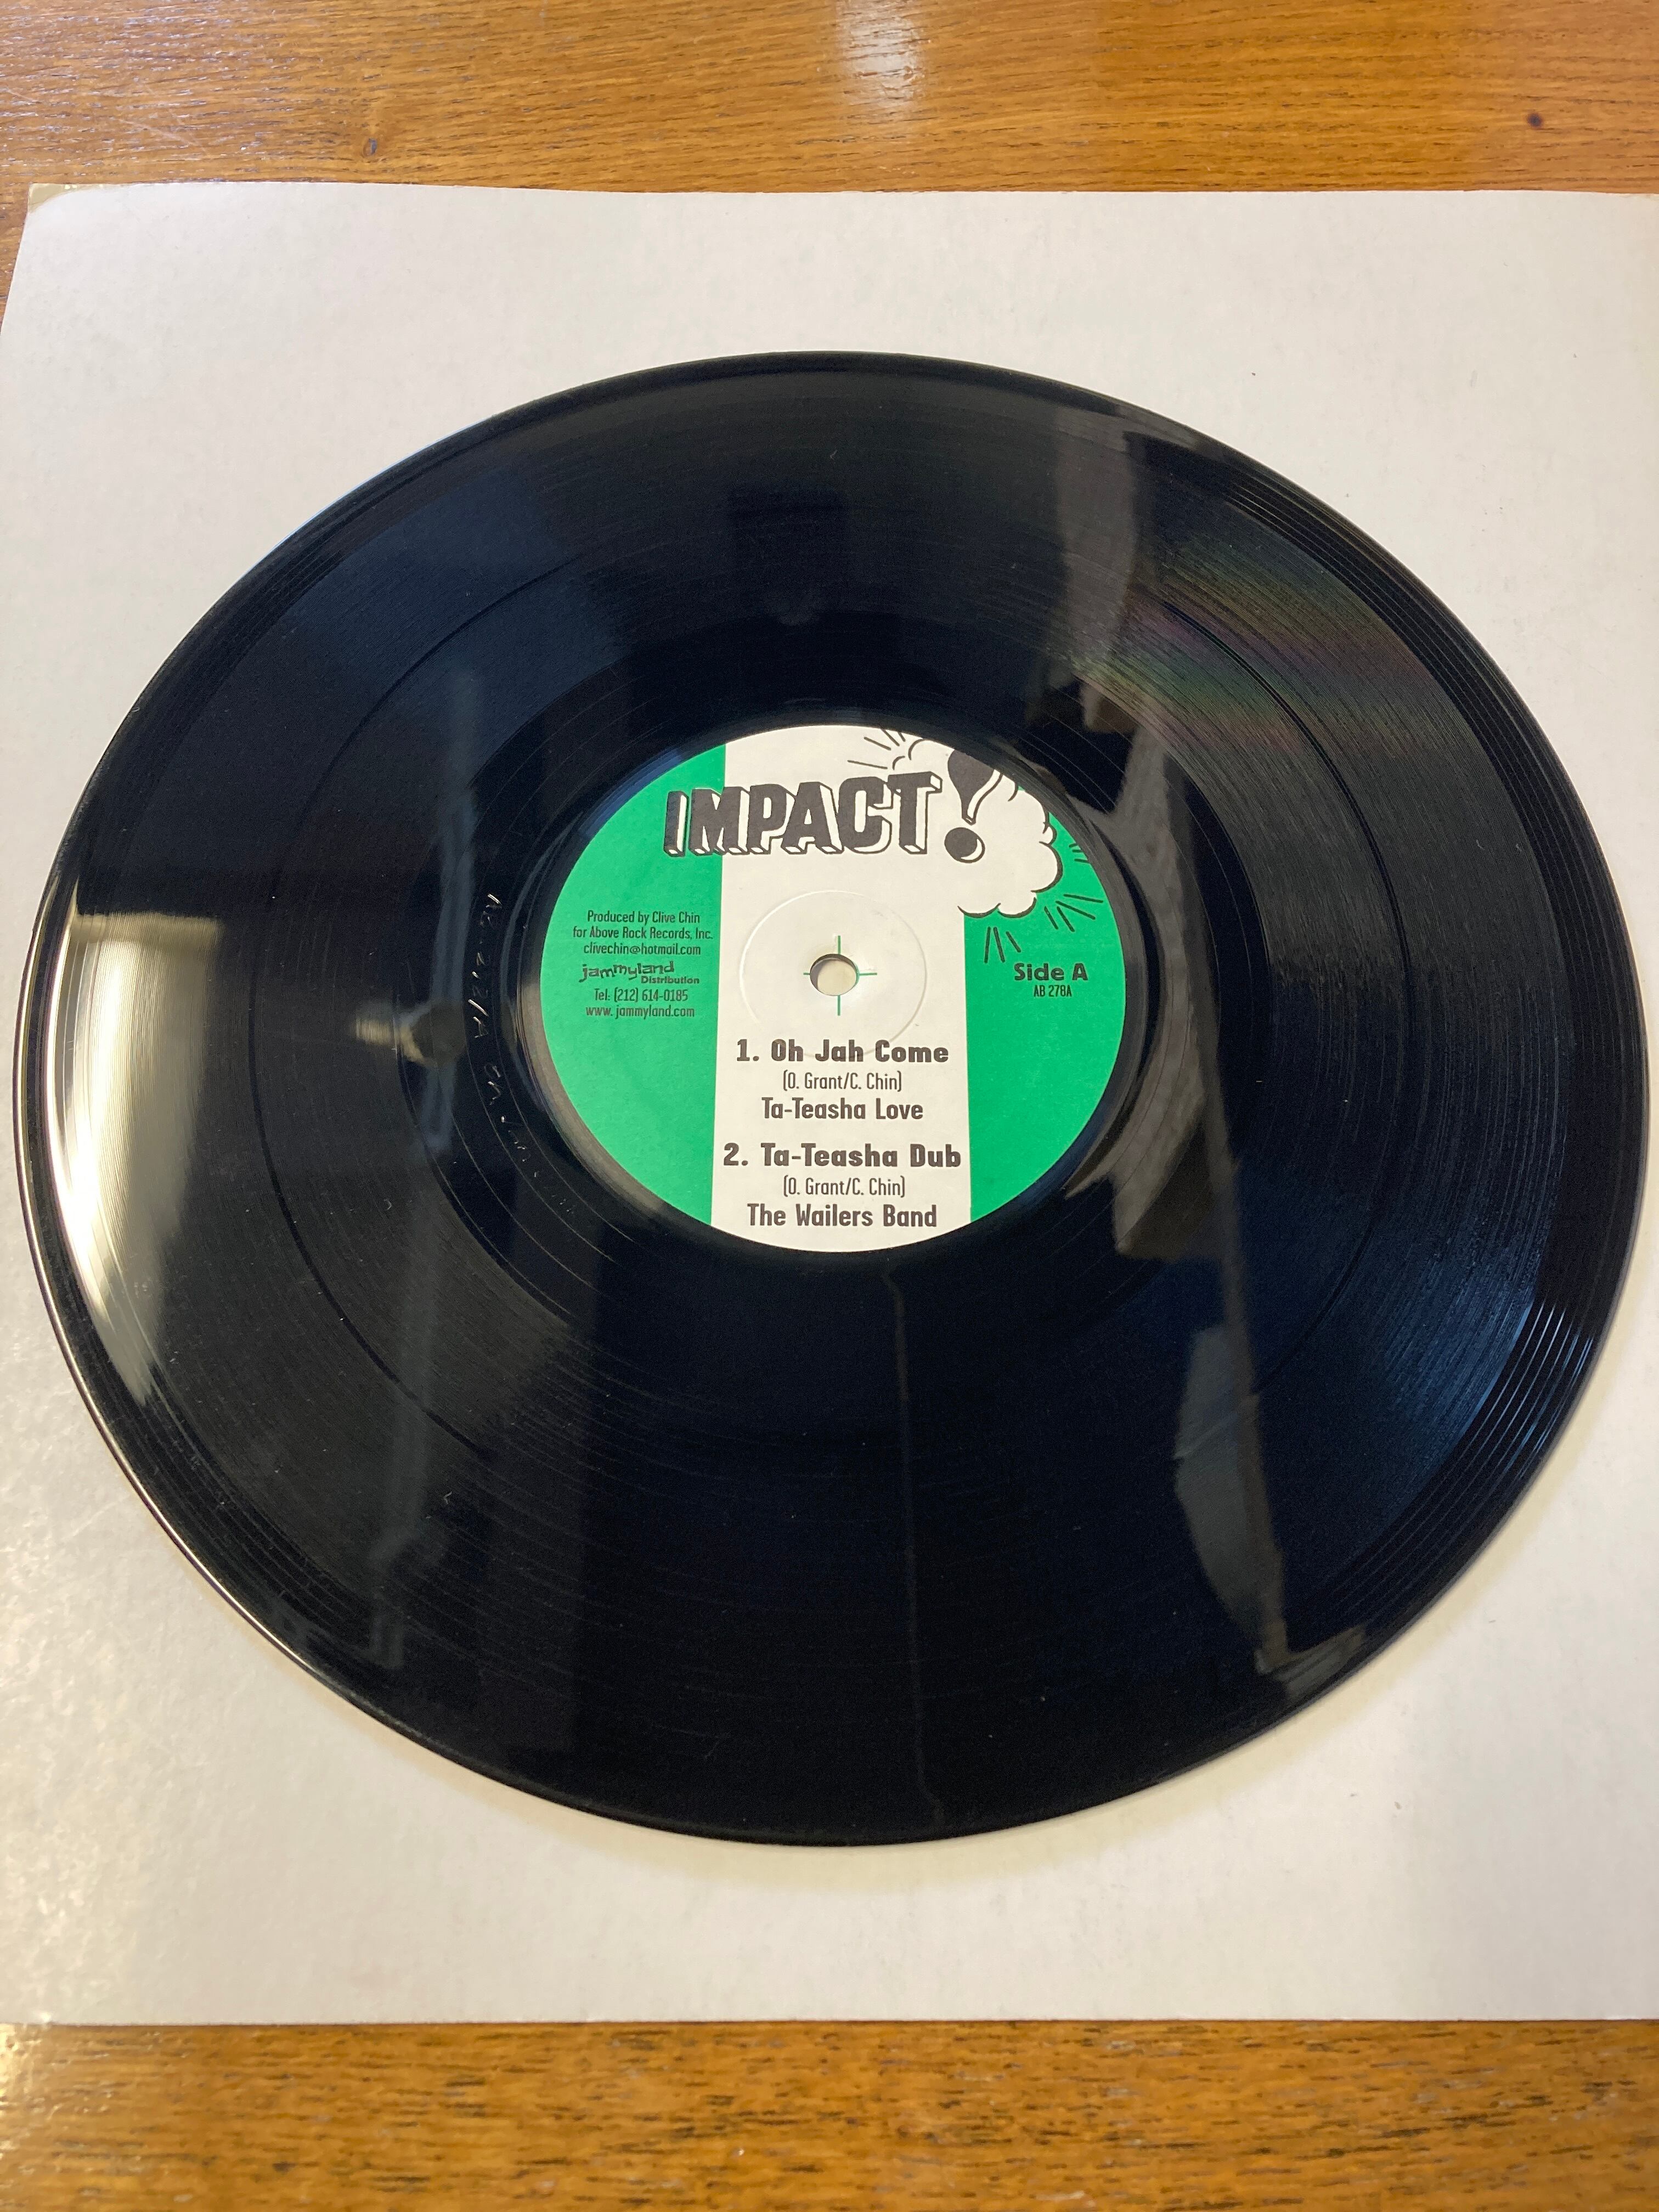 IMPACT!
Produced by Clive Chin
for Above Rock Records, Inc.
clivechin@hotmail.com
jammyland
Distribution
Tel: (212) 614-0185
www.jammyland.com
Side A
AB 278A
1. Oh Jah Come
(O. Grant/C. Chin)
Ta-Teasha Love
2. Ta-Teasha Dub
(O. Grant/C. Chin)
The Wailers Band